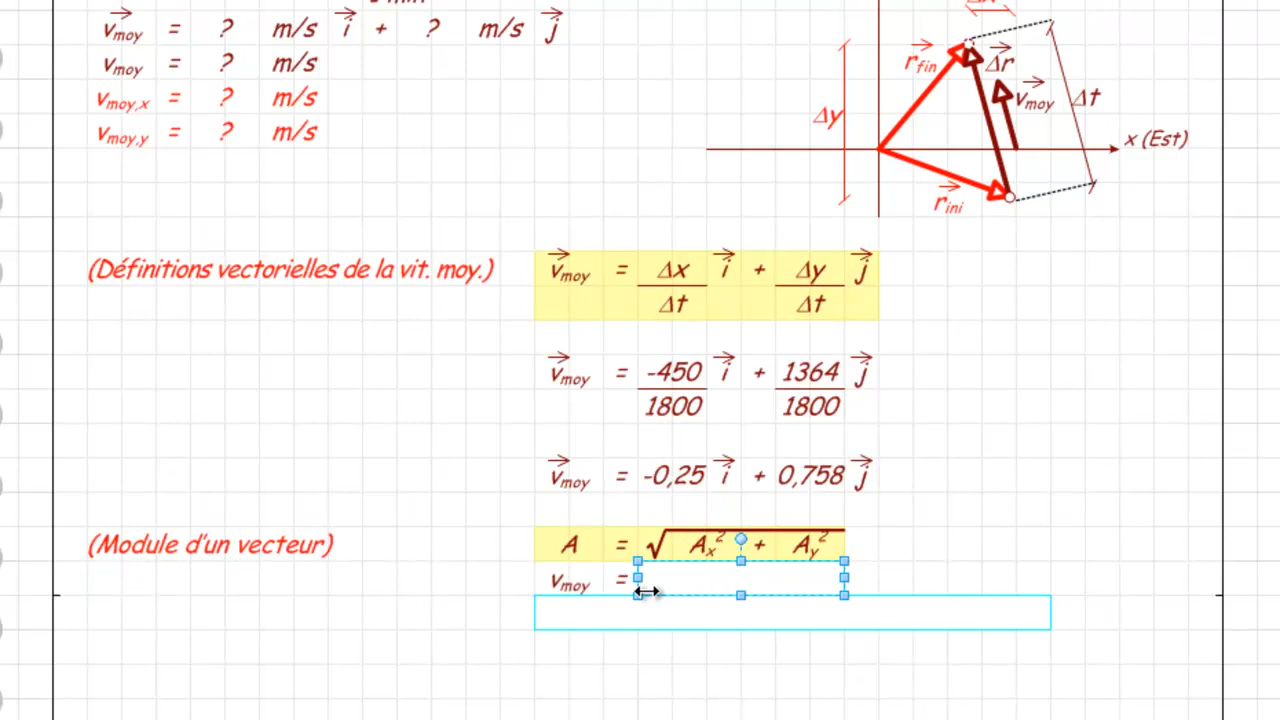 v⃗moy = ? m/s i⃗ + ? m/s j⃗
vmoy = ? m/s
vmoy,x = ? m/s
vmoy,y = ? m/s
r⃗fin
Δr⃗
Δy
v⃗moy
Δt
x (Est)
r⃗ini
(Définitions vectorielles de la vit. moy.)
v⃗moy = Δx/Δt i⃗ + Δy/Δt j⃗
v⃗moy = -450/1800 i⃗ + 1364/1800 j⃗
v⃗moy = -0,25 i⃗ + 0,758 j⃗
(Module d'un vecteur)
A = √Ax² + Ay²
vmoy =